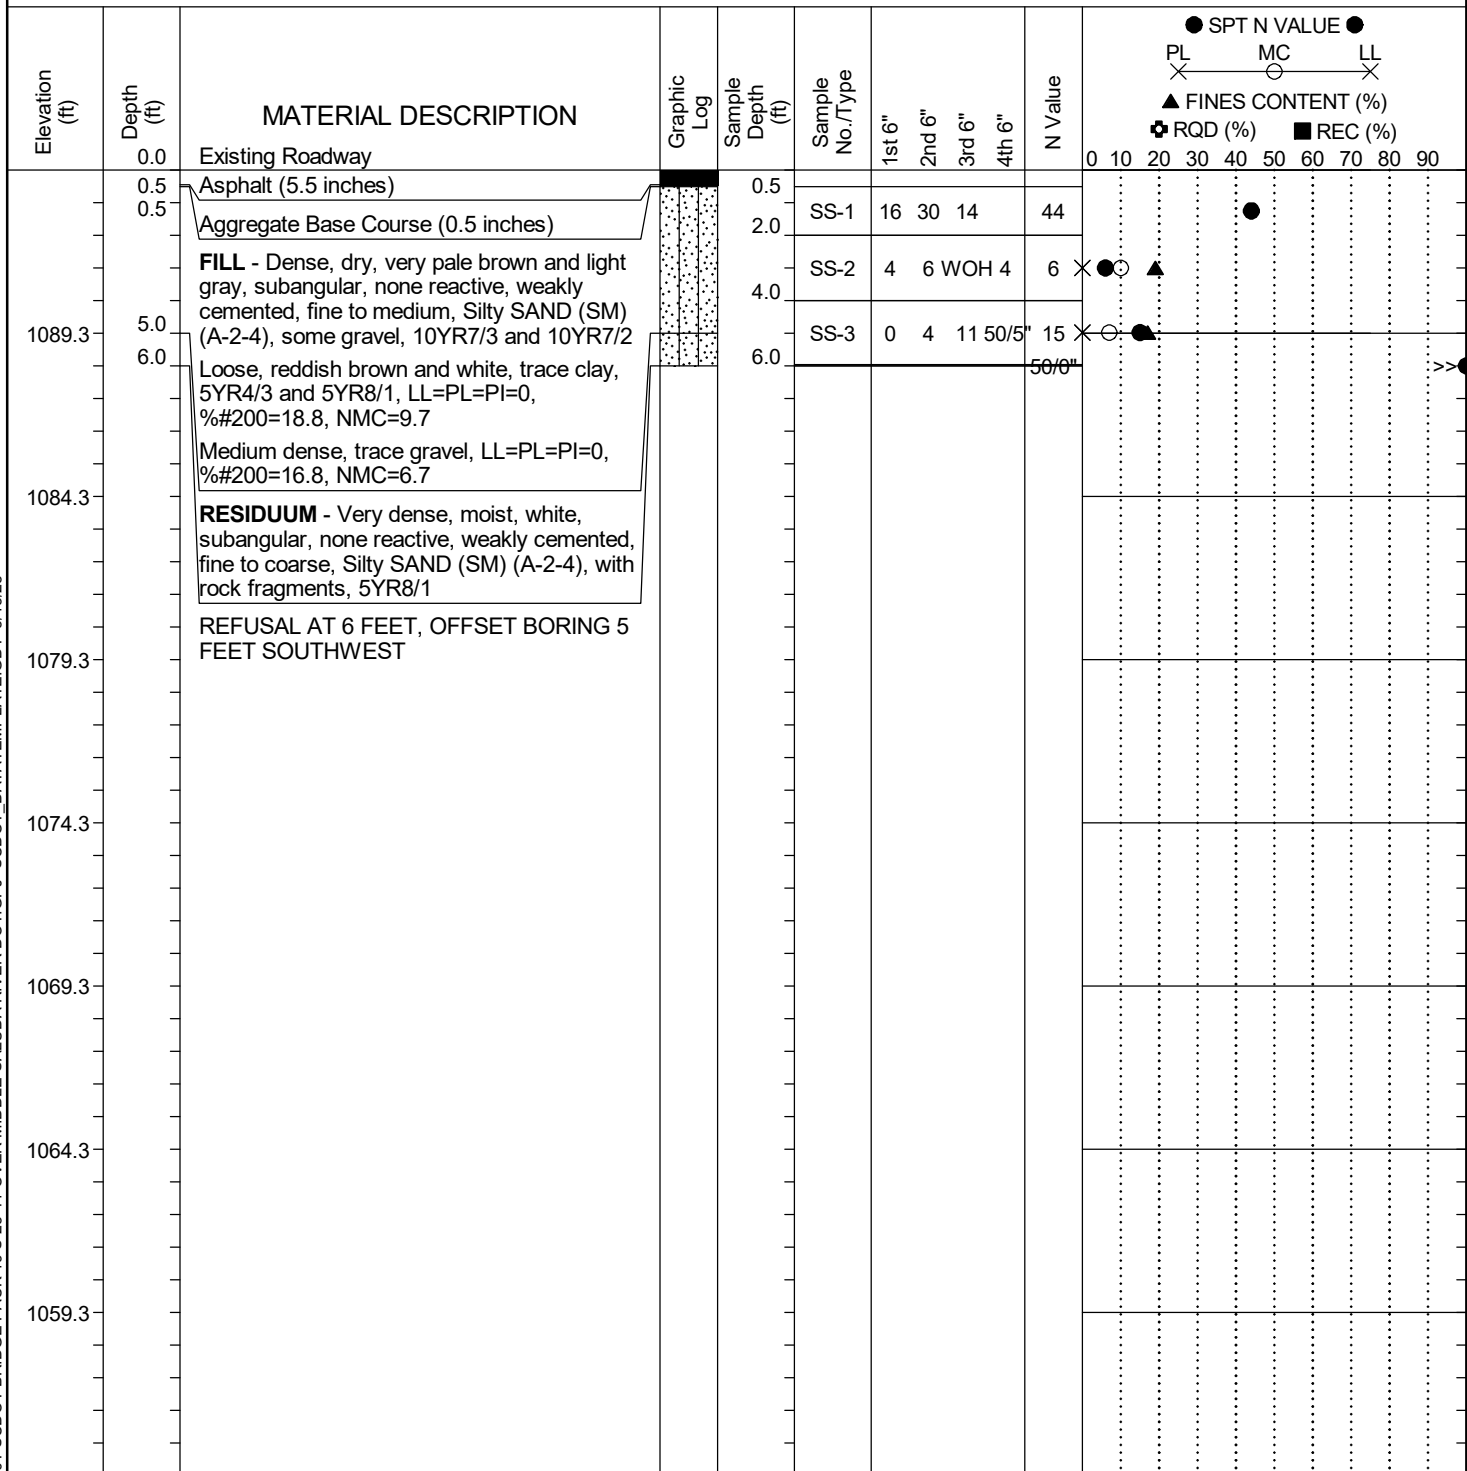 Elevation (ft)
Depth (ft)
MATERIAL DESCRIPTION
Graphic Log
Sample Depth (ft)
Sample No./Type
1st 6"
2nd 6"
3rd 6"
4th 6"
N Value
SPT N VALUE
PL MC LL
FINES CONTENT (%)
RQD (%) REC (%)
0 10 20 30 40 50 60 70 80 90
0.0 Existing Roadway
0.5 Asphalt (5.5 inches) 0.5
0.5
Aggregate Base Course (0.5 inches)
SS-1 16 30 14 44
2.0
FILL - Dense, dry, very pale brown and light
gray, subangular, none reactive, weakly
cemented, fine to medium, Silty SAND (SM)
(A-2-4), some gravel, 10YR7/3 and 10YR7/2
SS-2 4 6 WOH 4 6
4.0
1089.3 5.0
SS-3 0 4 11 50/5" 15
6.0 6.0
50/0" >>
Loose, reddish brown and white, trace clay,
5YR4/3 and 5YR8/1, LL=PL=PI=0,
%#200=18.8, NMC=9.7
Medium dense, trace gravel, LL=PL=PI=0,
%#200=16.8, NMC=6.7
1084.3
RESIDUUM - Very dense, moist, white,
subangular, none reactive, weakly cemented,
fine to coarse, Silty SAND (SM) (A-2-4), with
rock fragments, 5YR8/1
REFUSAL AT 6 FEET, OFFSET BORING 5
FEET SOUTHWEST
1079.3
1074.3
1069.3
1064.3
1059.3